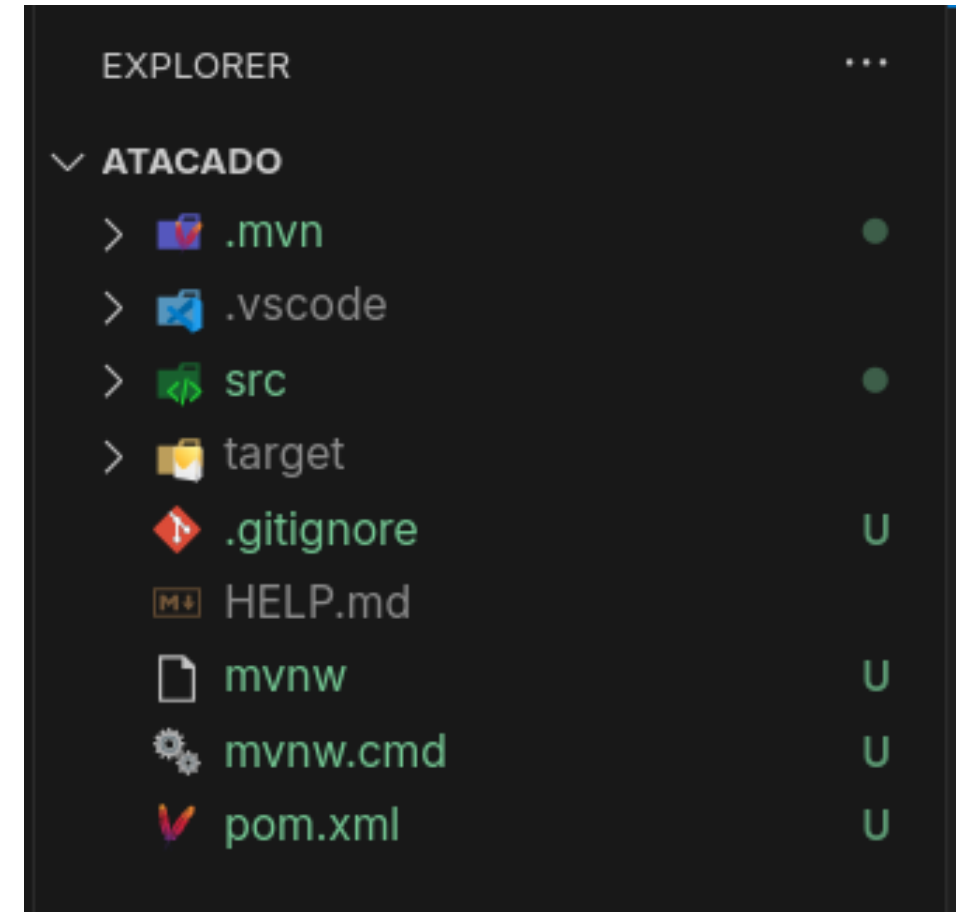 EXPLORER ...
ATACADO
.mvn
.vscode
src
target
.gitignore U
HELP.md
mvnw U
mvnw.cmd U
pom.xml U